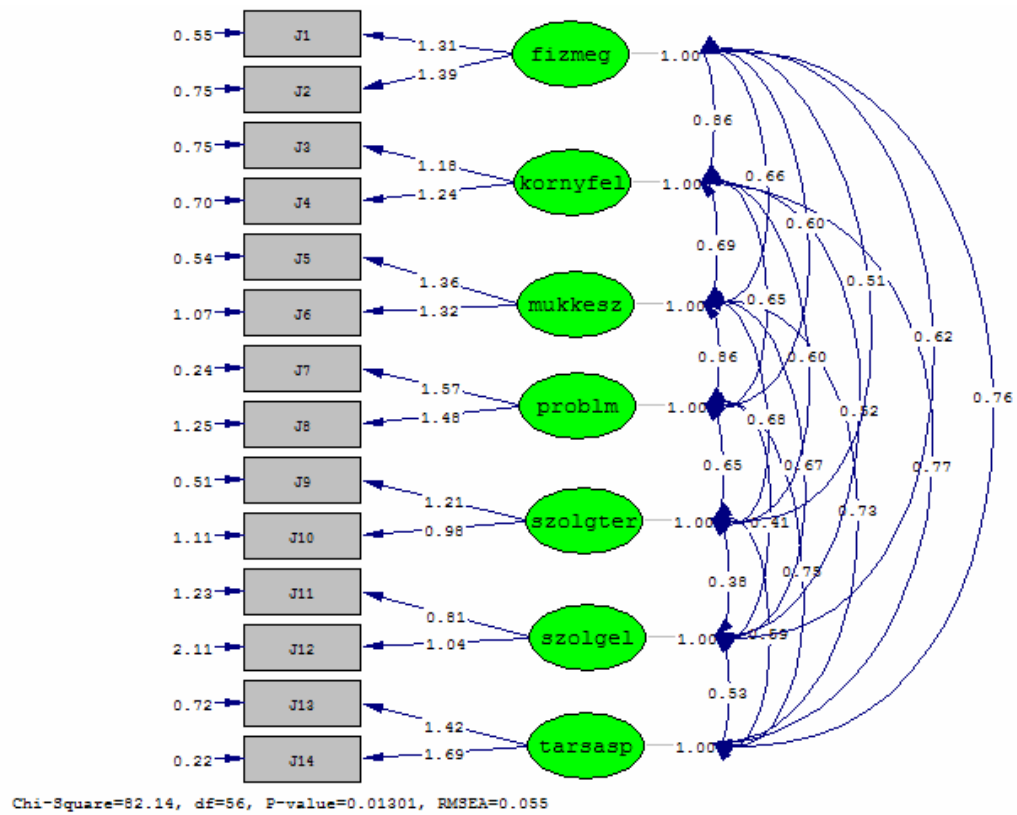 0.55 J1 1.31 fizmeg 1.00
0.75 J2 1.39
0.86
0.75 J3 1.18 kornyfel 1.00 0.66
0.70 J4 1.24
0.60
0.54 J5 1.36 0.69 0.51
1.07 J6 1.32 mukkesz 1.00 0.65
0.62
0.24 J7 1.57 problm 1.00 0.86 0.60
0.76
1.25 J8 1.48 0.68 0.52
0.51 J9 1.21 szolgter 1.00 0.65 0.67 0.77
1.11 J10 0.98 0.41 0.73
1.23 J11 0.81 szolgel 1.00 0.38 0.75
2.11 J12 1.04 0.59
0.72 J13 1.42 tarsasp 1.00 0.53
0.22 J14 1.69
Chi-Square=82.14, df=56, P-value=0.01301, RMSEA=0.055